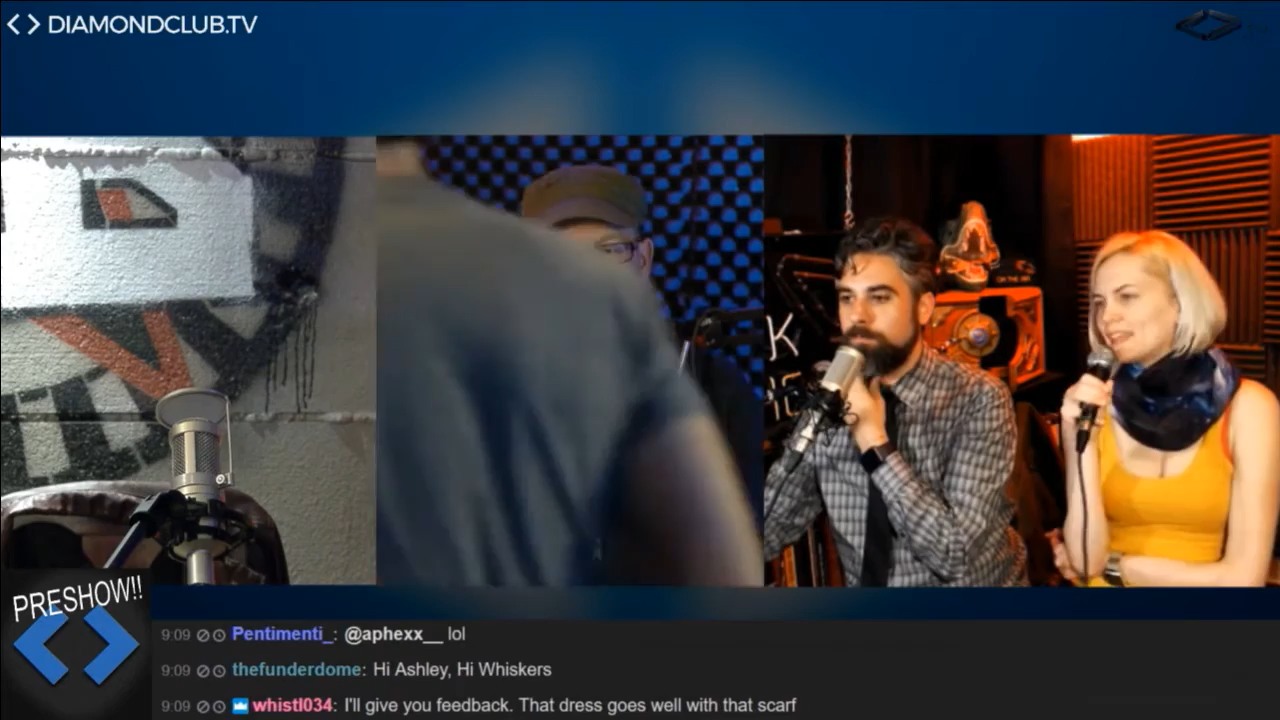 DIAMONDCLUB.TV
K
PRESHOW!!
9:09 Pentimenti_: @aphexx__ lol
9:09 thefunderdome: Hi Ashley, Hi Whiskers
9:09 whistl034: I'll give you feedback. That dress goes well with that scarf